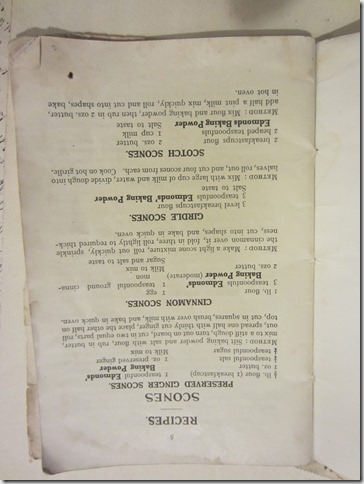 8
RECIPES.
SCONES
PRESERVED GINGER SCONES.
½ lb. flour (1 breakfastcup) 1 teaspoonful Edmonds'
1 oz. butter Baking Powder
¼ teaspoonful salt 1 oz. preserved ginger
¼ teaspoonful sugar Milk to mix
METHOD : Sift baking powder and salt with flour, rub in butter,
mix to a stiff dough, turn out on board, cut in two equal parts, roll
out, spread one half with thinly cut ginger, place the other half on
top, cut in squares, brush over with milk, and bake in quick oven.
CINNAMON SCONES.
1 lb. flour 1 egg
3 teaspoonfuls Edmonds' 1 teaspoonful ground cinna-
Baking Powder (moderate) mon
2 ozs. butter Milk to mix
Sugar and salt to taste
METHOD : Make a light scone mixture, roll out quickly, sprinkle
the cinnamon over it, fold in three, roll lightly to required thick-
ness, cut into shapes, and bake in quick oven.
GIRDLE SCONES.
3 level breakfastcups flour
3 teaspoonfuls Edmonds' Baking Powder
Salt to taste
METHOD : Mix with large cup of milk and water, divide dough into
halves, roll out, and cut four scones from each. Cook on hot girdle.
SCOTCH SCONES.
2 breakfastcups flour 2 ozs. butter
2 heaped teaspoonfuls 1 cup milk
Edmonds Baking Powder Salt to taste
METHOD : Mix flour and baking powder, then rub in 2 ozs. butter,
add half a pint milk, mix quickly, roll and cut into shapes, bake
in hot oven.